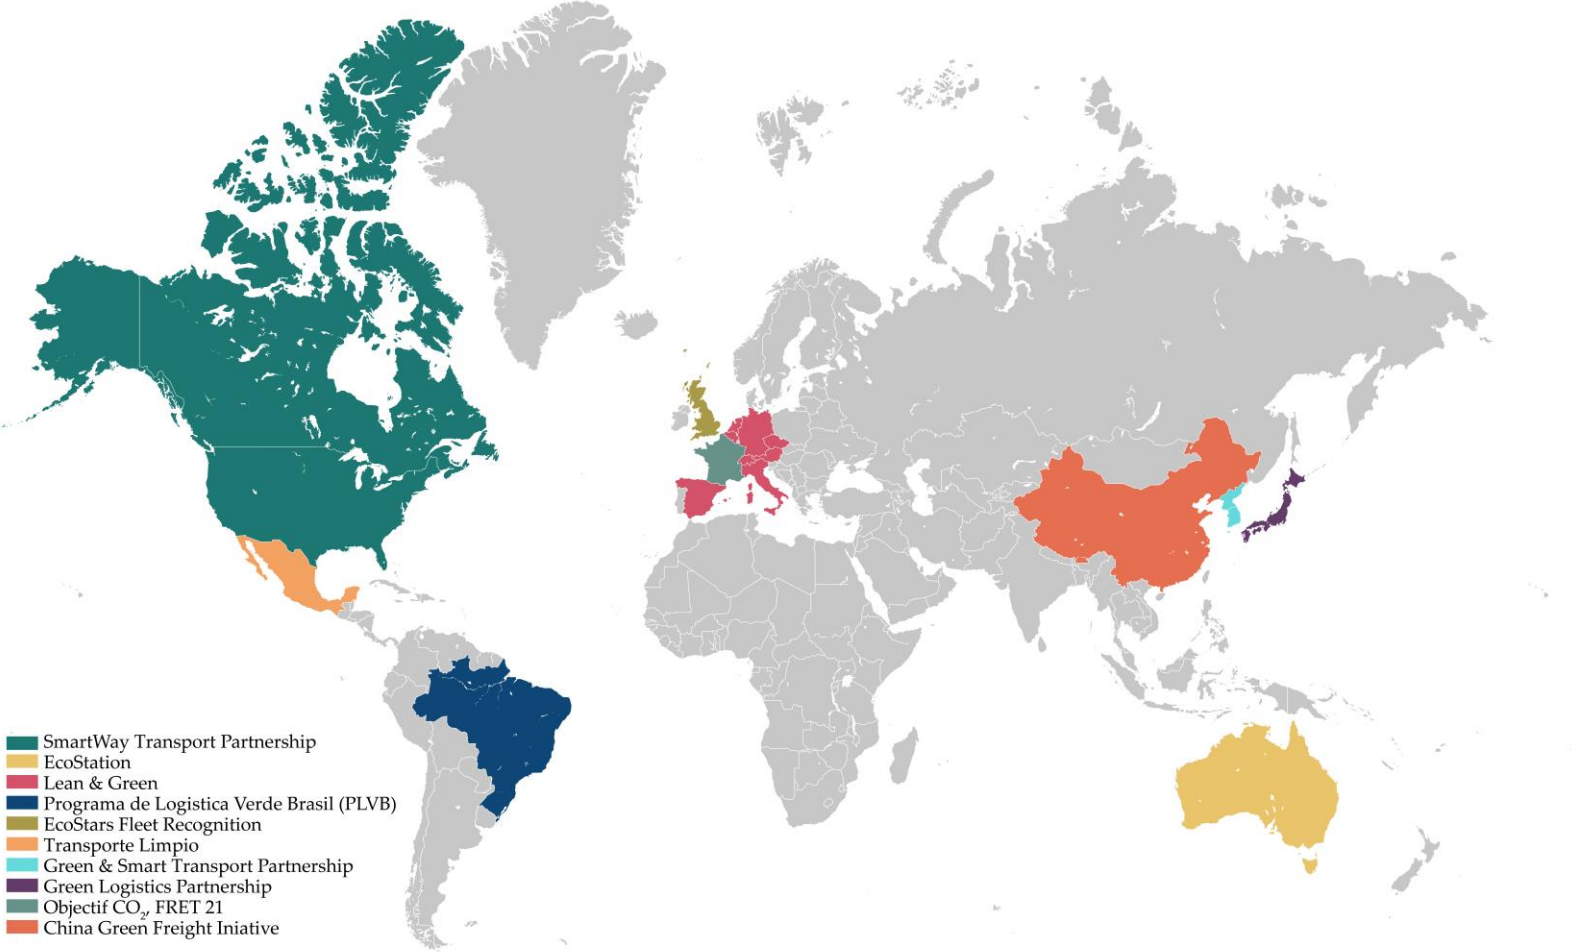 SmartWay Transport Partnership
EcoStation
Lean & Green
Programa de Logistica Verde Brasil (PLVB)
EcoStars Fleet Recognition
Transporte Limpio
Green & Smart Transport Partnership
Green Logistics Partnership
Objectif CO₂, FRET 21
China Green Freight Iniative